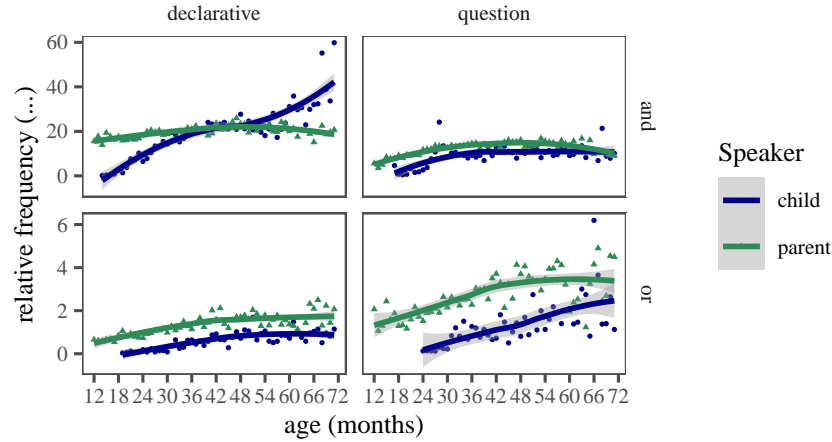 declarative question
60
40
20
0
and
6
4
2
0
or
relative frequency (...)
12 18 24 30 36 42 48 54 60 66 72 12 18 24 30 36 42 48 54 60 66 72
age (months)
Speaker
child
parent